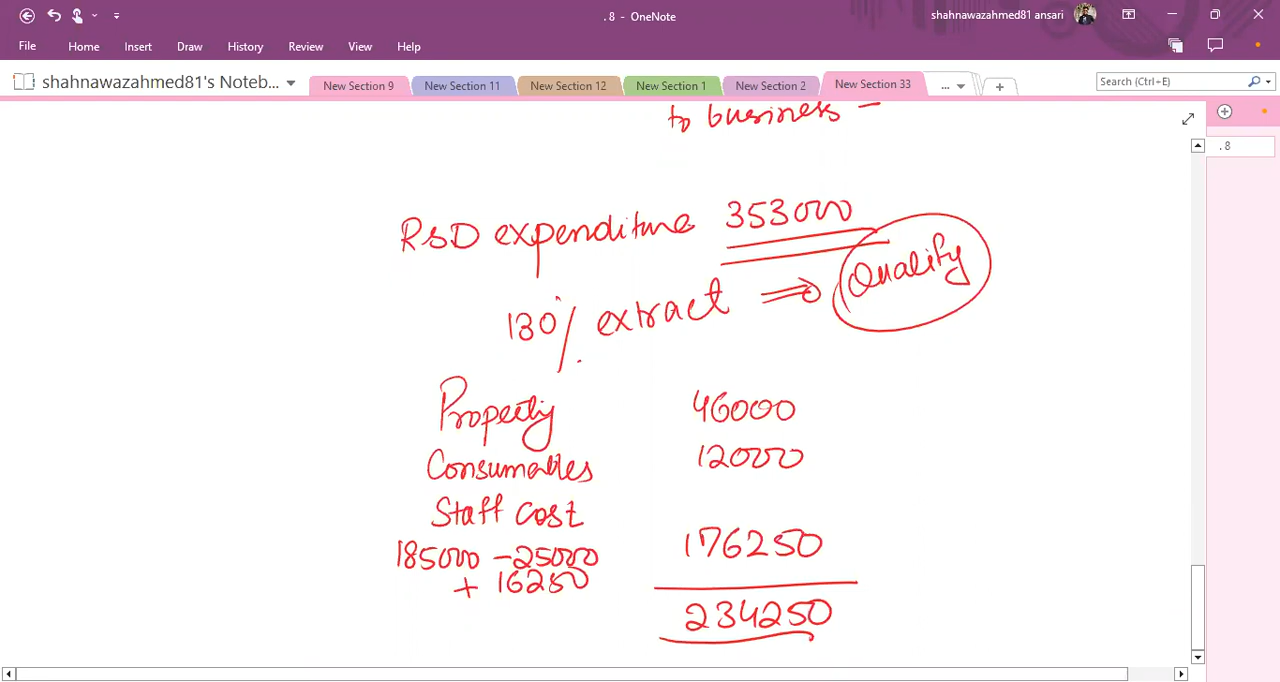 .8 - OneNote
shahnawazahmed81 ansari
File Home Insert Draw History Review View Help
shahnawazahmed81's Noteb...
New Section 9 New Section 11 New Section 12 New Section 1 New Section 2 New Section 33 ...
Search (Ctrl+E)
.8
to business -
R&D expenditure 353000
130% extract ⇒ Qualify
Property 46000
Consumables 12000
Staff cost
185000 - 25000 176250
+ 16250
234250